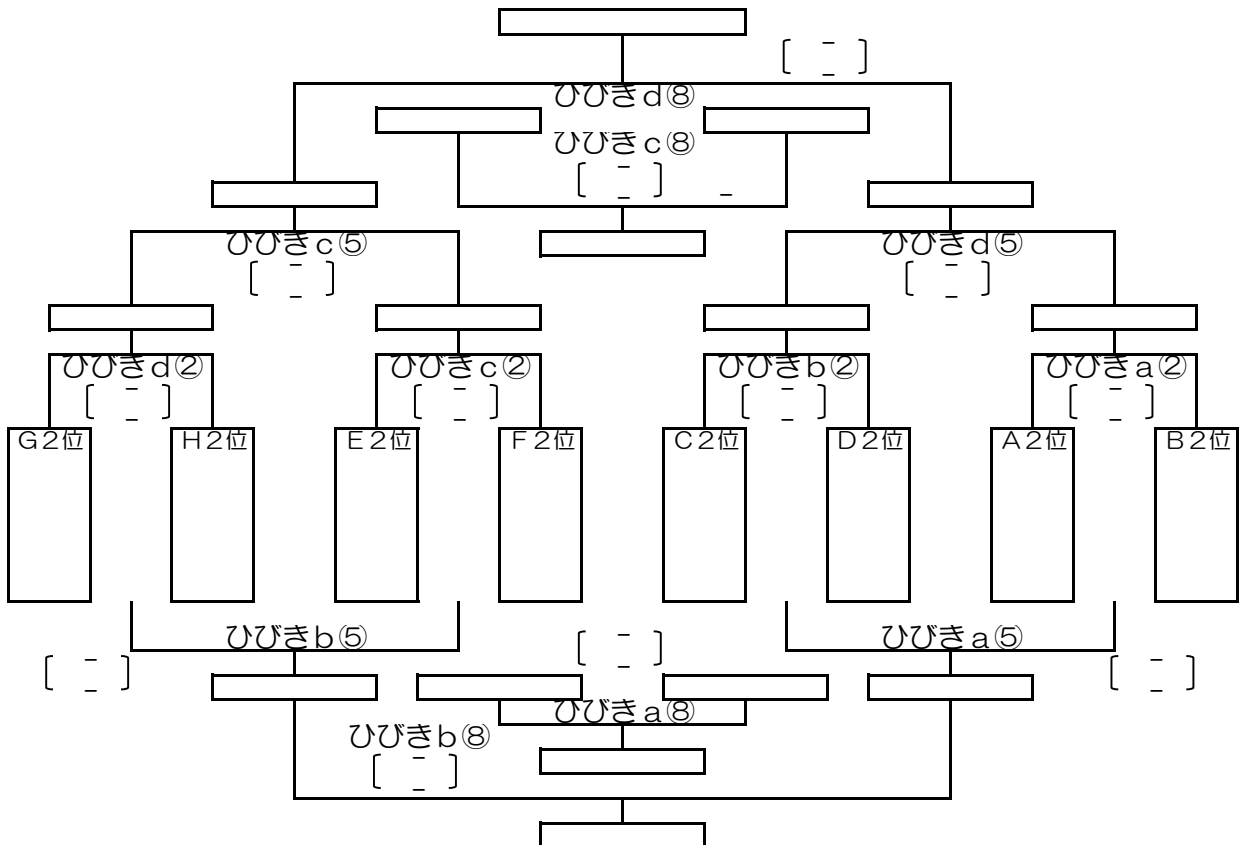 [ － － ]
ひびきｄ⑧
ひびきｃ⑧
[ － － ] －
ひびきｃ⑤ ひびきｄ⑤
[ － － ] [ － － ]
ひびきｄ② ひびきｃ② ひびきｂ② ひびきａ②
[ － － ] [ － － ] [ － － ] [ － － ]
Ｇ２位 Ｈ２位 Ｅ２位 Ｆ２位 Ｃ２位 Ｄ２位 Ａ２位 Ｂ２位
ひびきｂ⑤ [ － － ] ひびきａ⑤
[ － － ] [ － － ]
ひびきａ⑧
ひびきｂ⑧
[ － － ]